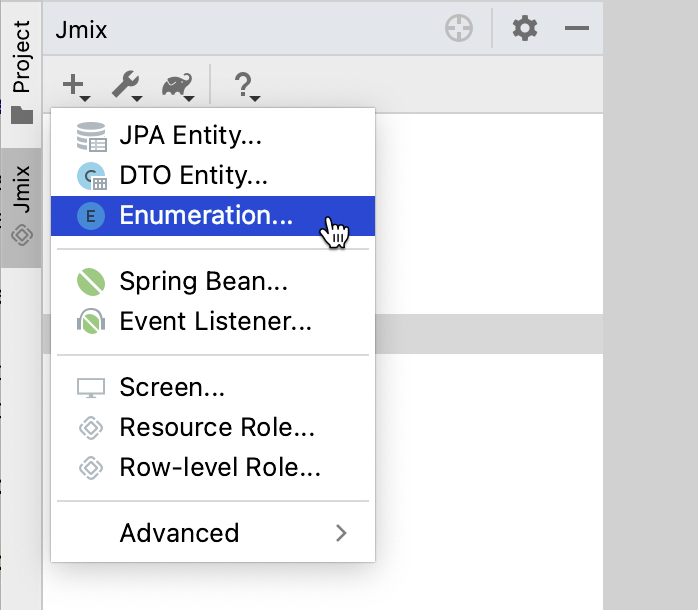 Jmix
Project
Jmix
?
JPA Entity...
C
DTO Entity...
E
Enumeration...
Spring Bean...
Event Listener...
Screen...
Resource Role...
Row-level Role...
Advanced